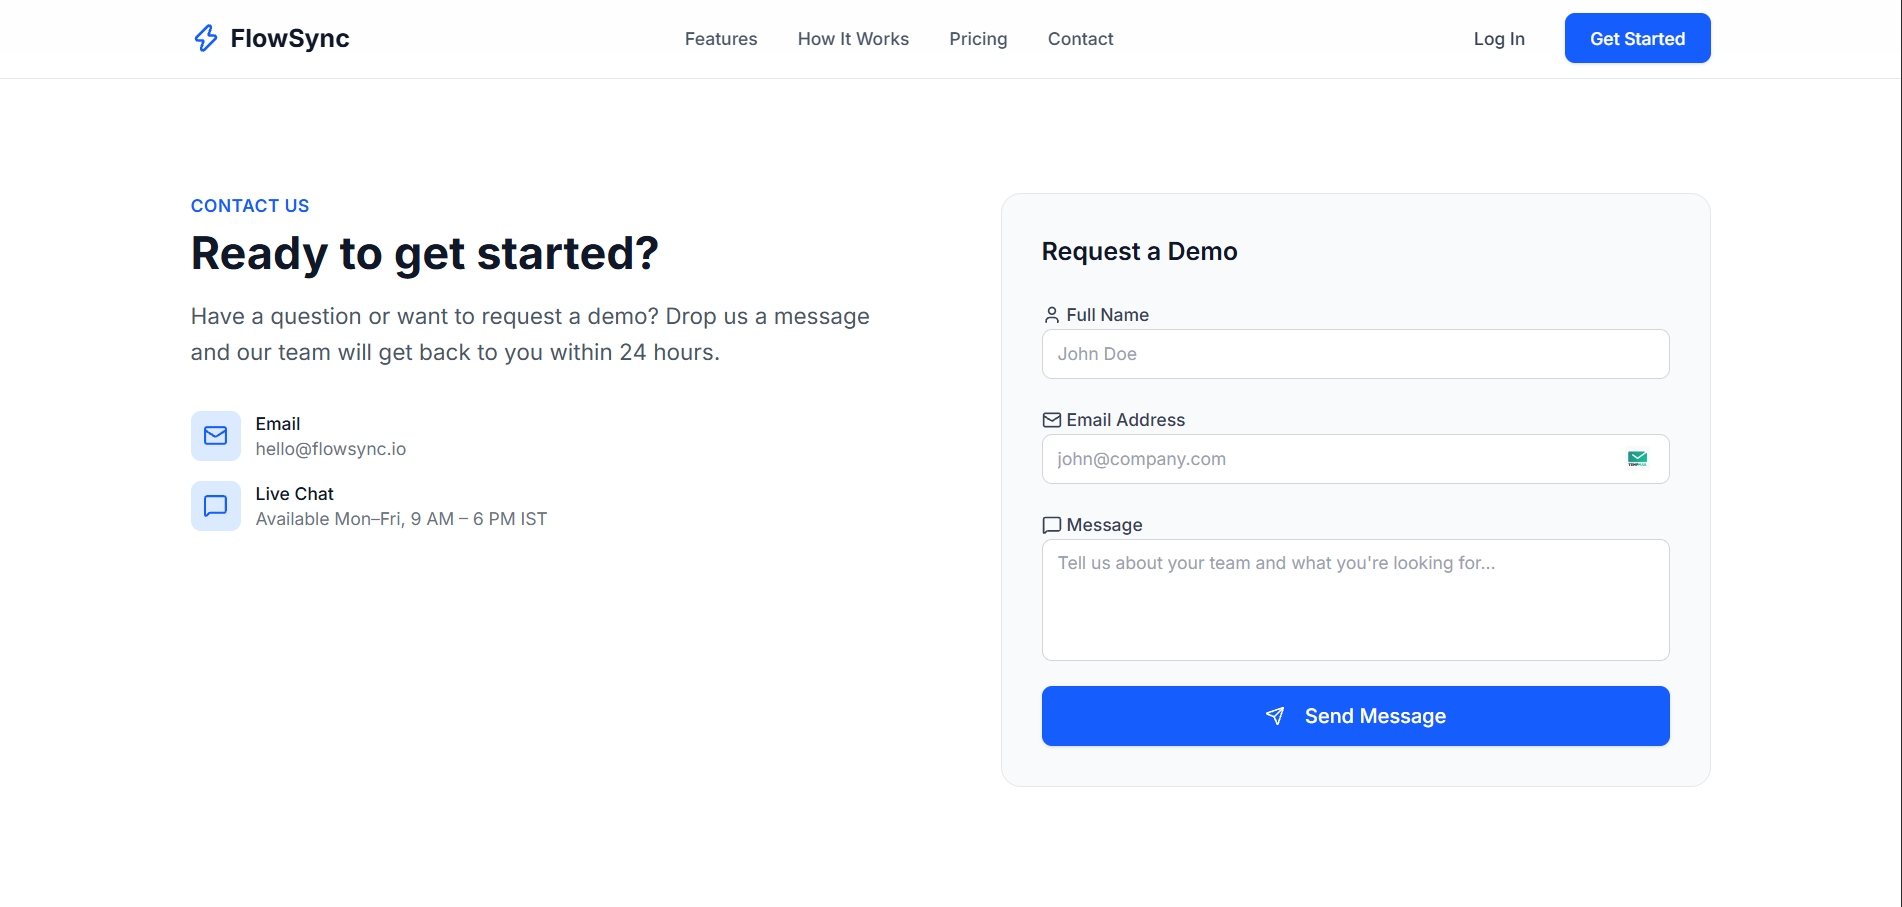 FlowSync
Features
How It Works
Pricing
Contact
Log In
Get Started
CONTACT US
Ready to get started?
Have a question or want to request a demo? Drop us a message
and our team will get back to you within 24 hours.
Email
hello@flowsync.io
Live Chat
Available Mon–Fri, 9 AM – 6 PM IST
Request a Demo
Full Name
John Doe
Email Address
john@company.com
Message
Tell us about your team and what you're looking for...
Send Message